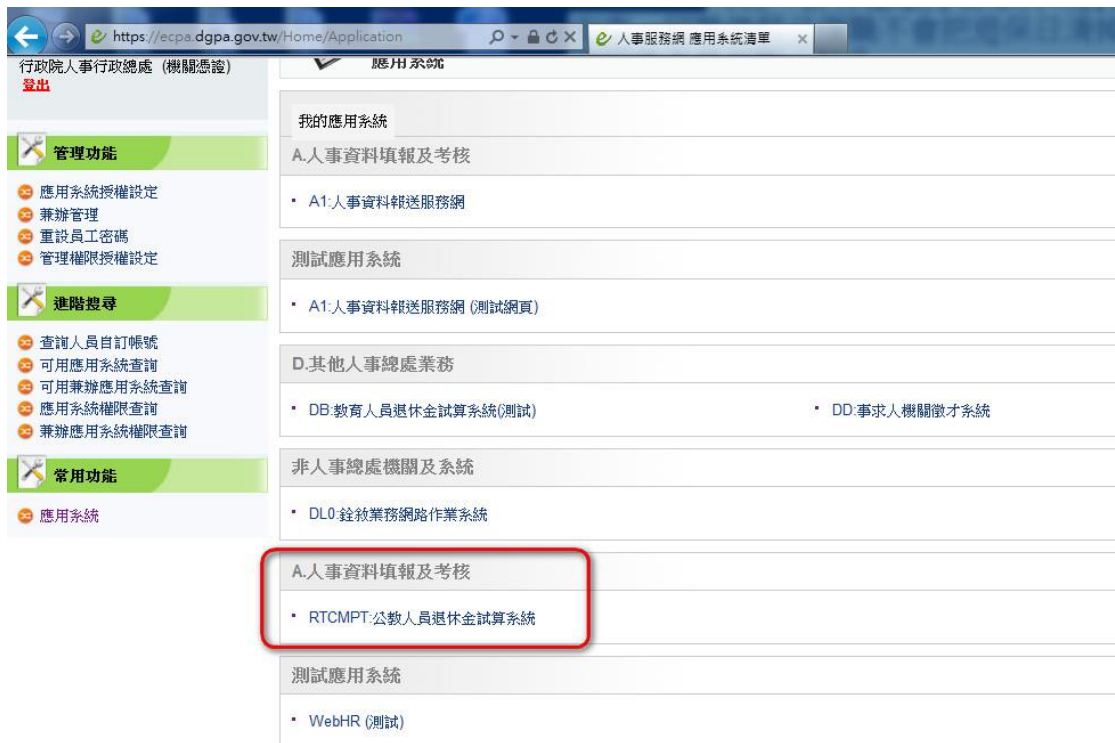 https://ecpa.dgpa.gov.tw/Home/Application
人事服務網 應用系統清單
行政院人事行政總處 (機關憑證)
登出
應用系統
管理功能
應用系統授權設定
兼辦管理
重設員工密碼
管理權限授權設定
進階搜尋
查詢人員自訂帳號
可用應用系統查詢
可用兼辦應用系統查詢
應用系統權限查詢
兼辦應用系統權限查詢
常用功能
應用系統
我的應用系統
A.人事資料填報及考核
A1:人事資料報送服務網
測試應用系統
A1:人事資料報送服務網 (測試網頁)
D.其他人事總處業務
DB:教育人員退休金試算系統(測試)
DD:事求人機關徵才系統
非人事總處機關及系統
DL0:銓敘業務網路作業系統
A.人事資料填報及考核
RTCMPT:公教人員退休金試算系統
測試應用系統
WebHR (測試)